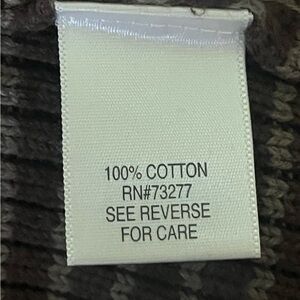 100% COTTON
RN#73277
SEE REVERSE
FOR CARE